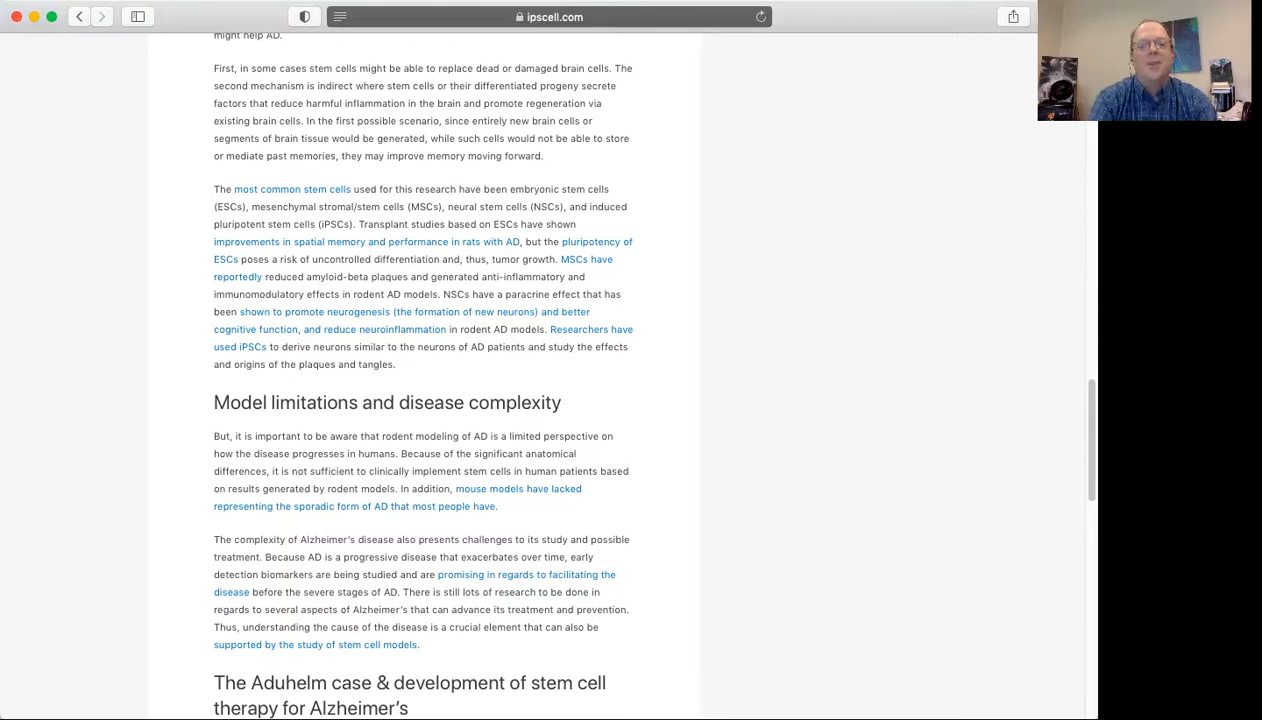 ipscell.com
might help AD.
First, in some cases stem cells might be able to replace dead or damaged brain cells. The
second mechanism is indirect where stem cells or their differentiated progeny secrete
factors that reduce harmful inflammation in the brain and promote regeneration via
existing brain cells. In the first possible scenario, since entirely new brain cells or
segments of brain tissue would be generated, while such cells would not be able to store
or mediate past memories, they may improve memory moving forward.
The most common stem cells used for this research have been embryonic stem cells
(ESCs), mesenchymal stromal/stem cells (MSCs), neural stem cells (NSCs), and induced
pluripotent stem cells (iPSCs). Transplant studies based on ESCs have shown
improvements in spatial memory and performance in rats with AD, but the pluripotency of
ESCs poses a risk of uncontrolled differentiation and, thus, tumor growth. MSCs have
reportedly reduced amyloid-beta plaques and generated anti-inflammatory and
immunomodulatory effects in rodent AD models. NSCs have a paracrine effect that has
been shown to promote neurogenesis (the formation of new neurons) and better
cognitive function, and reduce neuroinflammation in rodent AD models. Researchers have
used iPSCs to derive neurons similar to the neurons of AD patients and study the effects
and origins of the plaques and tangles.
Model limitations and disease complexity
But, it is important to be aware that rodent modeling of AD is a limited perspective on
how the disease progresses in humans. Because of the significant anatomical
differences, it is not sufficient to clinically implement stem cells in human patients based
on results generated by rodent models. In addition, mouse models have lacked
representing the sporadic form of AD that most people have.
The complexity of Alzheimer's disease also presents challenges to its study and possible
treatment. Because AD is a progressive disease that exacerbates over time, early
detection biomarkers are being studied and are promising in regards to facilitating the
disease before the severe stages of AD. There is still lots of research to be done in
regards to several aspects of Alzheimer's that can advance its treatment and prevention.
Thus, understanding the cause of the disease is a crucial element that can also be
supported by the study of stem cell models.
The Aduhelm case & development of stem cell
therapy for Alzheimer's